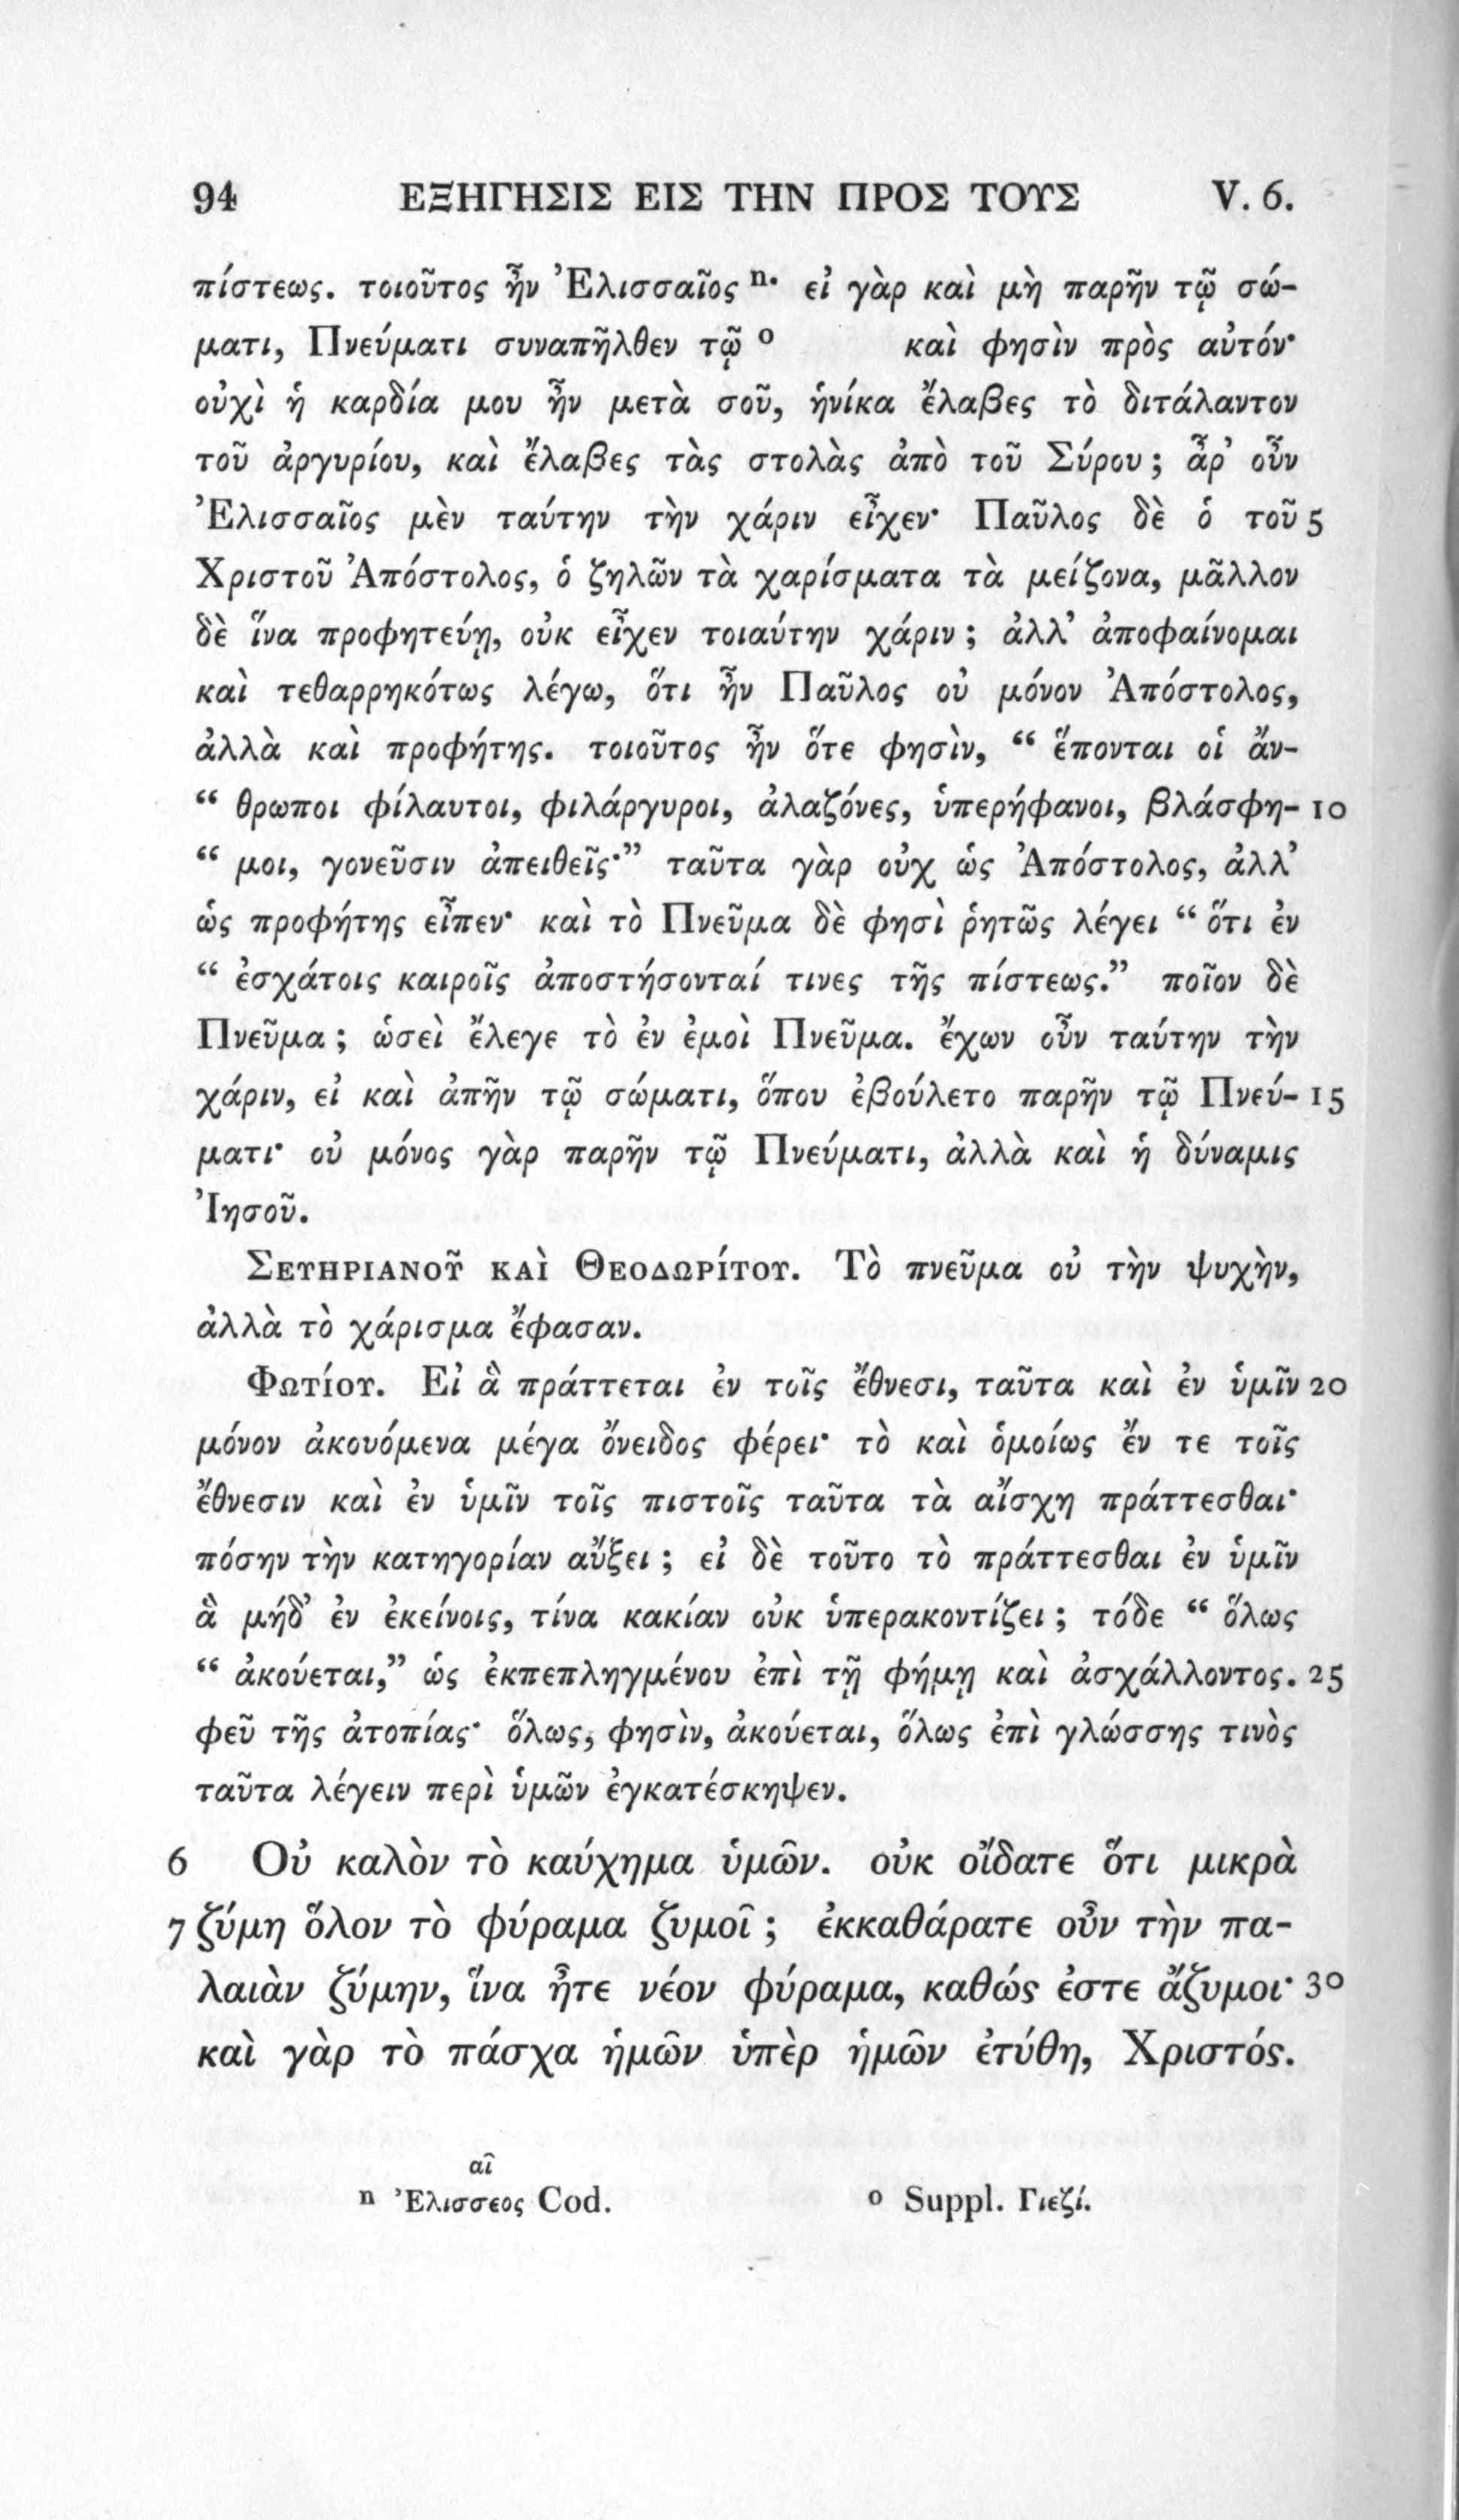 94 ΕΞΗΓΗΣΙΣ ΕΙΣ ΤΗΝ ΠΡΟΣ ΤΟΥΣ V. 6.
πίστεως. τοιοῦτος ἦν Ἐλισσαῖος ⁿ· εἰ γὰρ καὶ μὴ παρῆν τῷ σώ-
ματι, Πνεύματι συναπῆλθεν τῷ ᵒ καὶ φησὶν πρὸς αὐτόν·
οὐχὶ ἡ καρδία μου ἦν μετὰ σοῦ, ἡνίκα ἔλαβες τὸ διτάλαντον
τοῦ ἀργυρίου, καὶ ἔλαβες τὰς στολὰς ἀπὸ τοῦ Σύρου; ἆρ’ οὖν
Ἐλισσαῖος μὲν ταύτην τὴν χάριν εἶχεν· Παῦλος δὲ ὁ τοῦ 5
Χριστοῦ Ἀπόστολος, ὁ ζηλῶν τὰ χαρίσματα τὰ μείζονα, μᾶλλον
δὲ ἵνα προφητεύῃ, οὐκ εἶχεν τοιαύτην χάριν; ἀλλ’ ἀποφαίνομαι
καὶ τεθαρρηκότως λέγω, ὅτι ἦν Παῦλος οὐ μόνον Ἀπόστολος,
ἀλλὰ καὶ προφήτης. τοιοῦτος ἦν ὅτε φησὶν, “ ἕπονται οἱ ἄν-
“ θρωποι φίλαυτοι, φιλάργυροι, ἀλαζόνες, ὑπερήφανοι, βλάσφη- 10
“ μοι, γονεῦσιν ἀπειθεῖς·” ταῦτα γὰρ οὐχ ὡς Ἀπόστολος, ἀλλ’
ὡς προφήτης εἶπεν· καὶ τὸ Πνεῦμα δὲ φησὶ ῥητῶς λέγει “ ὅτι ἐν
“ ἐσχάτοις καιροῖς ἀποστήσονταί τινες τῆς πίστεως.” ποῖον δὲ
Πνεῦμα; ὡσεὶ ἔλεγε τὸ ἐν ἐμοὶ Πνεῦμα. ἔχων οὖν ταύτην τὴν
χάριν, εἰ καὶ ἀπῆν τῷ σώματι, ὅπου ἐβούλετο παρῆν τῷ Πνεύ- 15
ματι· οὐ μόνος γὰρ παρῆν τῷ Πνεύματι, ἀλλὰ καὶ ἡ δύναμις
Ἰησοῦ.
ΣΕΥΗΡΙΑΝΟῦ ΚΑὶ ΘΕΟΔΩΡίΤΟΥ. Τὸ πνεῦμα οὐ τὴν ψυχὴν,
ἀλλὰ τὸ χάρισμα ἔφασαν.
ΦΩΤίΟΥ. Εἰ ἃ πράττεται ἐν τοῖς ἔθνεσι, ταῦτα καὶ ἐν ὑμῖν 20
μόνον ἀκουόμενα μέγα ὄνειδος φέρει· τὸ καὶ ὁμοίως ἔν τε τοῖς
ἔθνεσιν καὶ ἐν ὑμῖν τοῖς πιστοῖς ταῦτα τὰ αἴσχη πράττεσθαι·
πόσην τὴν κατηγορίαν αὔξει; εἰ δὲ τοῦτο τὸ πράττεσθαι ἐν ὑμῖν
ἃ μήδ’ ἐν ἐκείνοις, τίνα κακίαν οὐκ ὑπερακοντίζει; τόδε “ ὅλως
“ ἀκούεται,” ὡς ἐκπεπληγμένου ἐπὶ τῇ φήμῃ καὶ ἀσχάλλοντος. 25
φεῦ τῆς ἀτοπίας· ὅλως, φησὶν, ἀκούεται, ὅλως ἐπὶ γλώσσης τινὸς
ταῦτα λέγειν περὶ ὑμῶν ἐγκατέσκηψεν.
6 Οὐ καλὸν τὸ καύχημα ὑμῶν. οὐκ οἴδατε ὅτι μικρὰ
7 ζύμη ὅλον τὸ φύραμα ζυμοῖ; ἐκκαθάρατε οὖν τὴν πα-
λαιὰν ζύμην, ἵνα ἦτε νέον φύραμα, καθώς ἐστε ἄζυμοι· 30
καὶ γὰρ τὸ πάσχα ἡμῶν ὑπὲρ ἡμῶν ἐτύθη, Χριστός.
αῖ
ⁿ Ἐλισσεος Cod. ᵒ Suppl. Γιεζί.